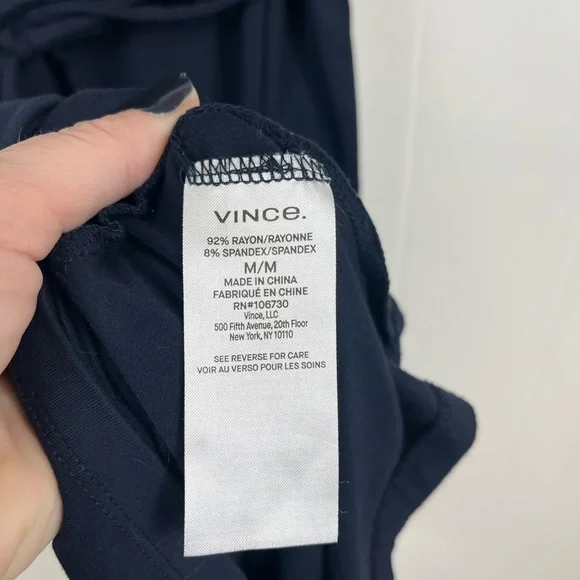 VINCE.
92% RAYON/RAYONNE
8% SPANDEX/SPANDEX
M/M
MADE IN CHINA
FABRIQUÉ EN CHINE
RN#106730
Vince, LLC
500 Fifth Avenue, 20th Floor
New York, NY 10110
SEE REVERSE FOR CARE
VOIR AU VERSO POUR LES SOINS